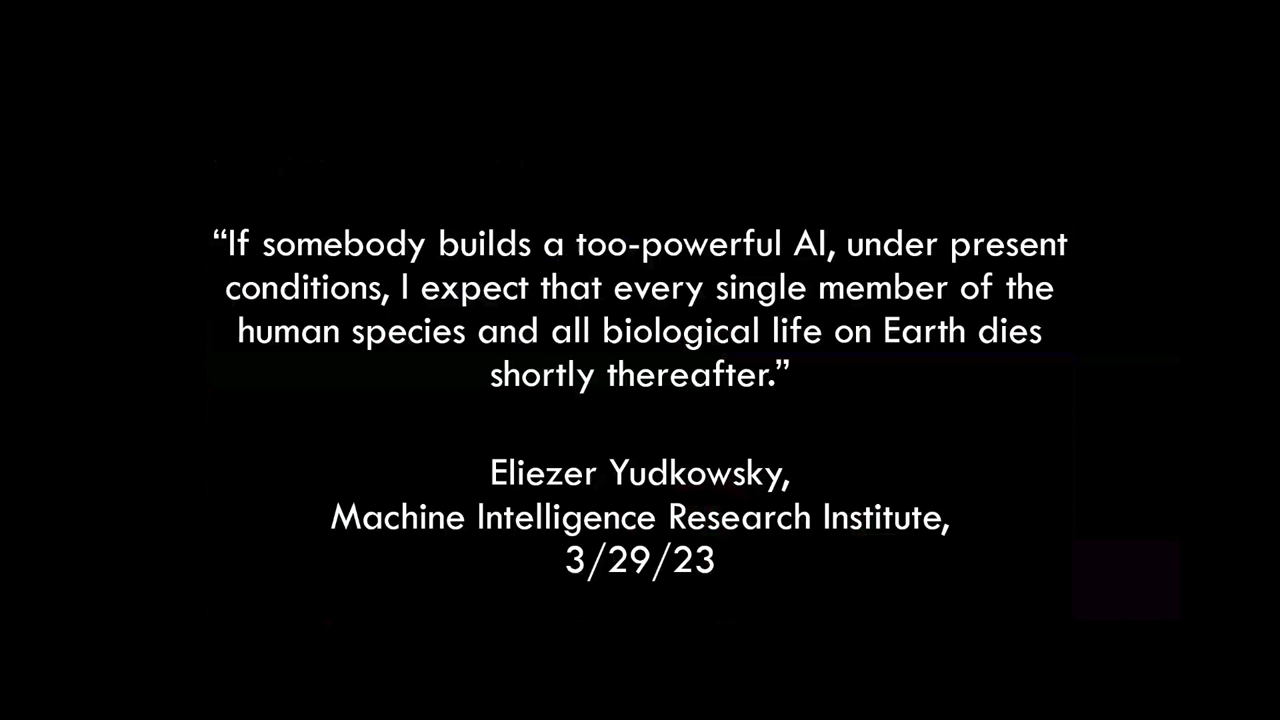 “If somebody builds a too-powerful AI, under present
conditions, I expect that every single member of the
human species and all biological life on Earth dies
shortly thereafter.”
Eliezer Yudkowsky,
Machine Intelligence Research Institute,
3/29/23